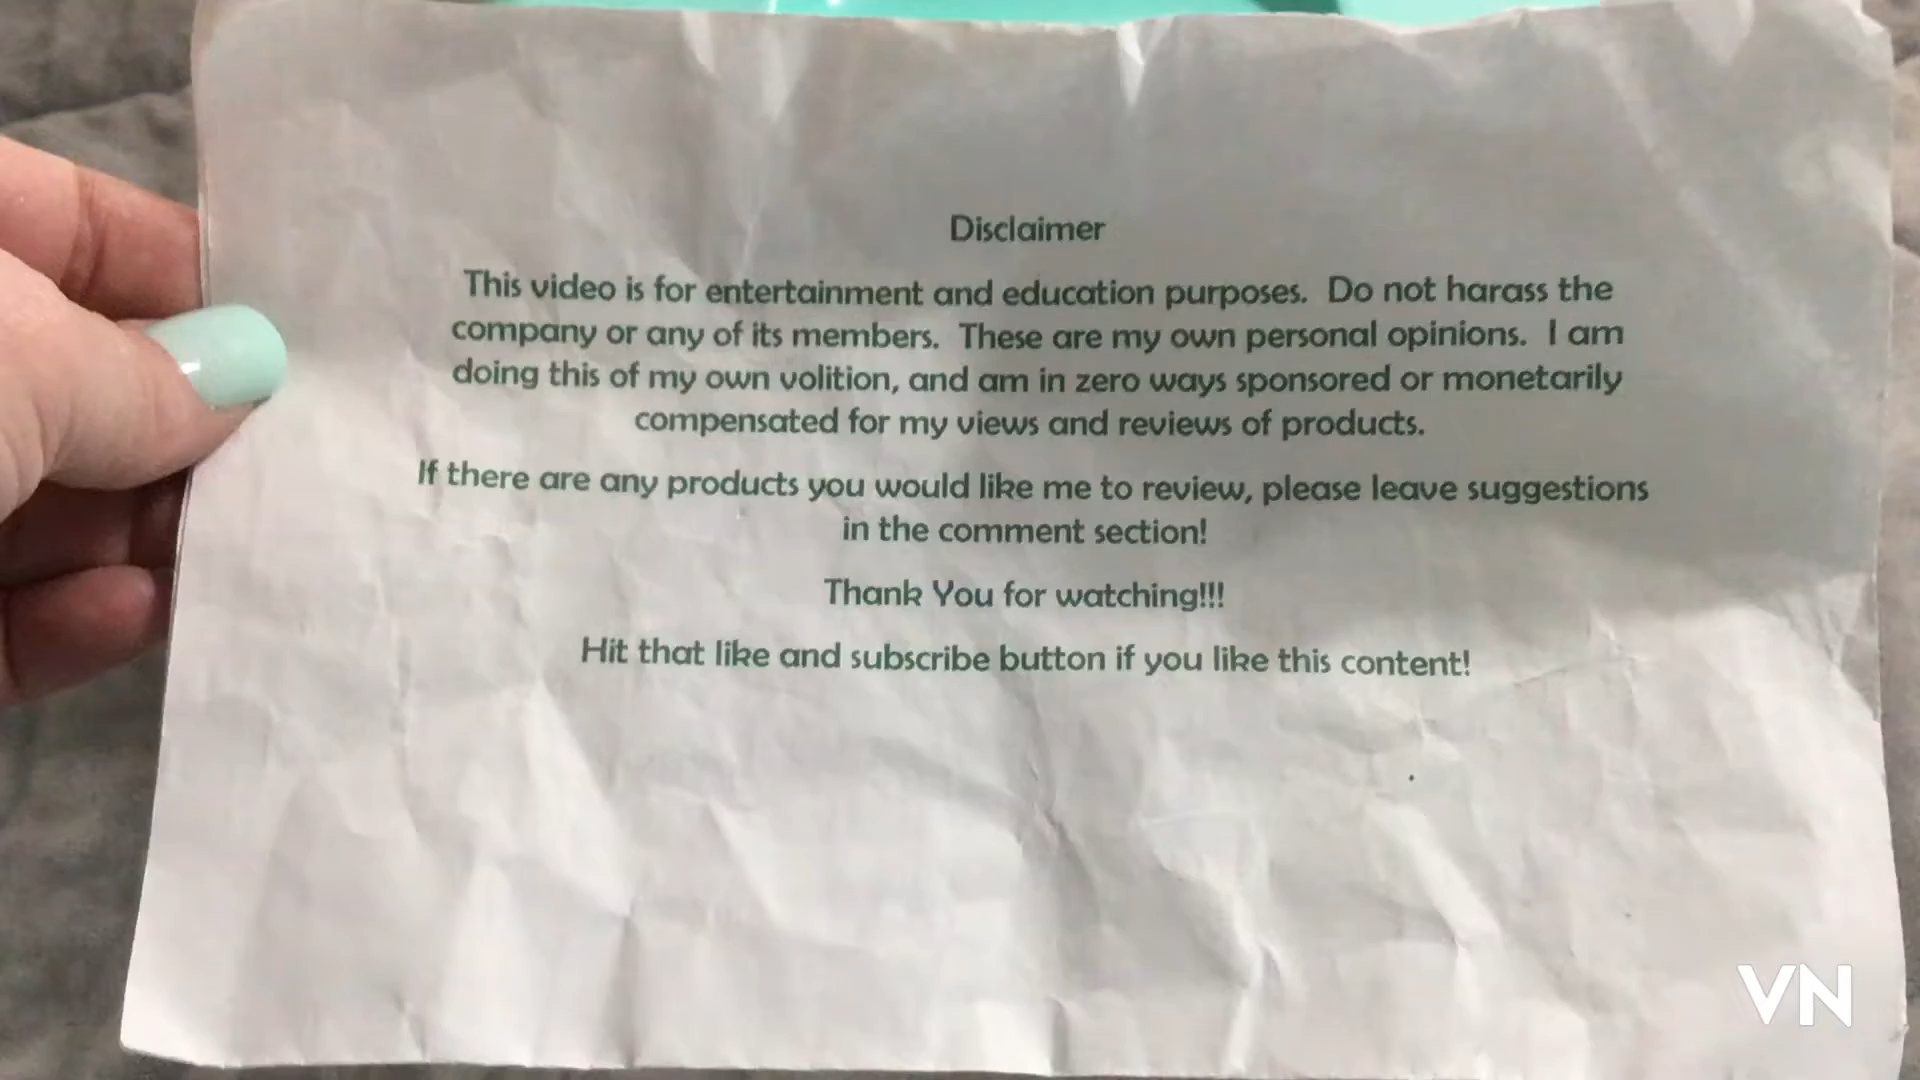 Disclaimer
This video is for entertainment and education purposes.  Do not harass the
company or any of its members.  These are my own personal opinions.  I am
doing this of my own volition, and am in zero ways sponsored or monetarily
compensated for my views and reviews of products.
If there are any products you would like me to review, please leave suggestions
in the comment section!
Thank You for watching!!!
Hit that like and subscribe button if you like this content!
VN